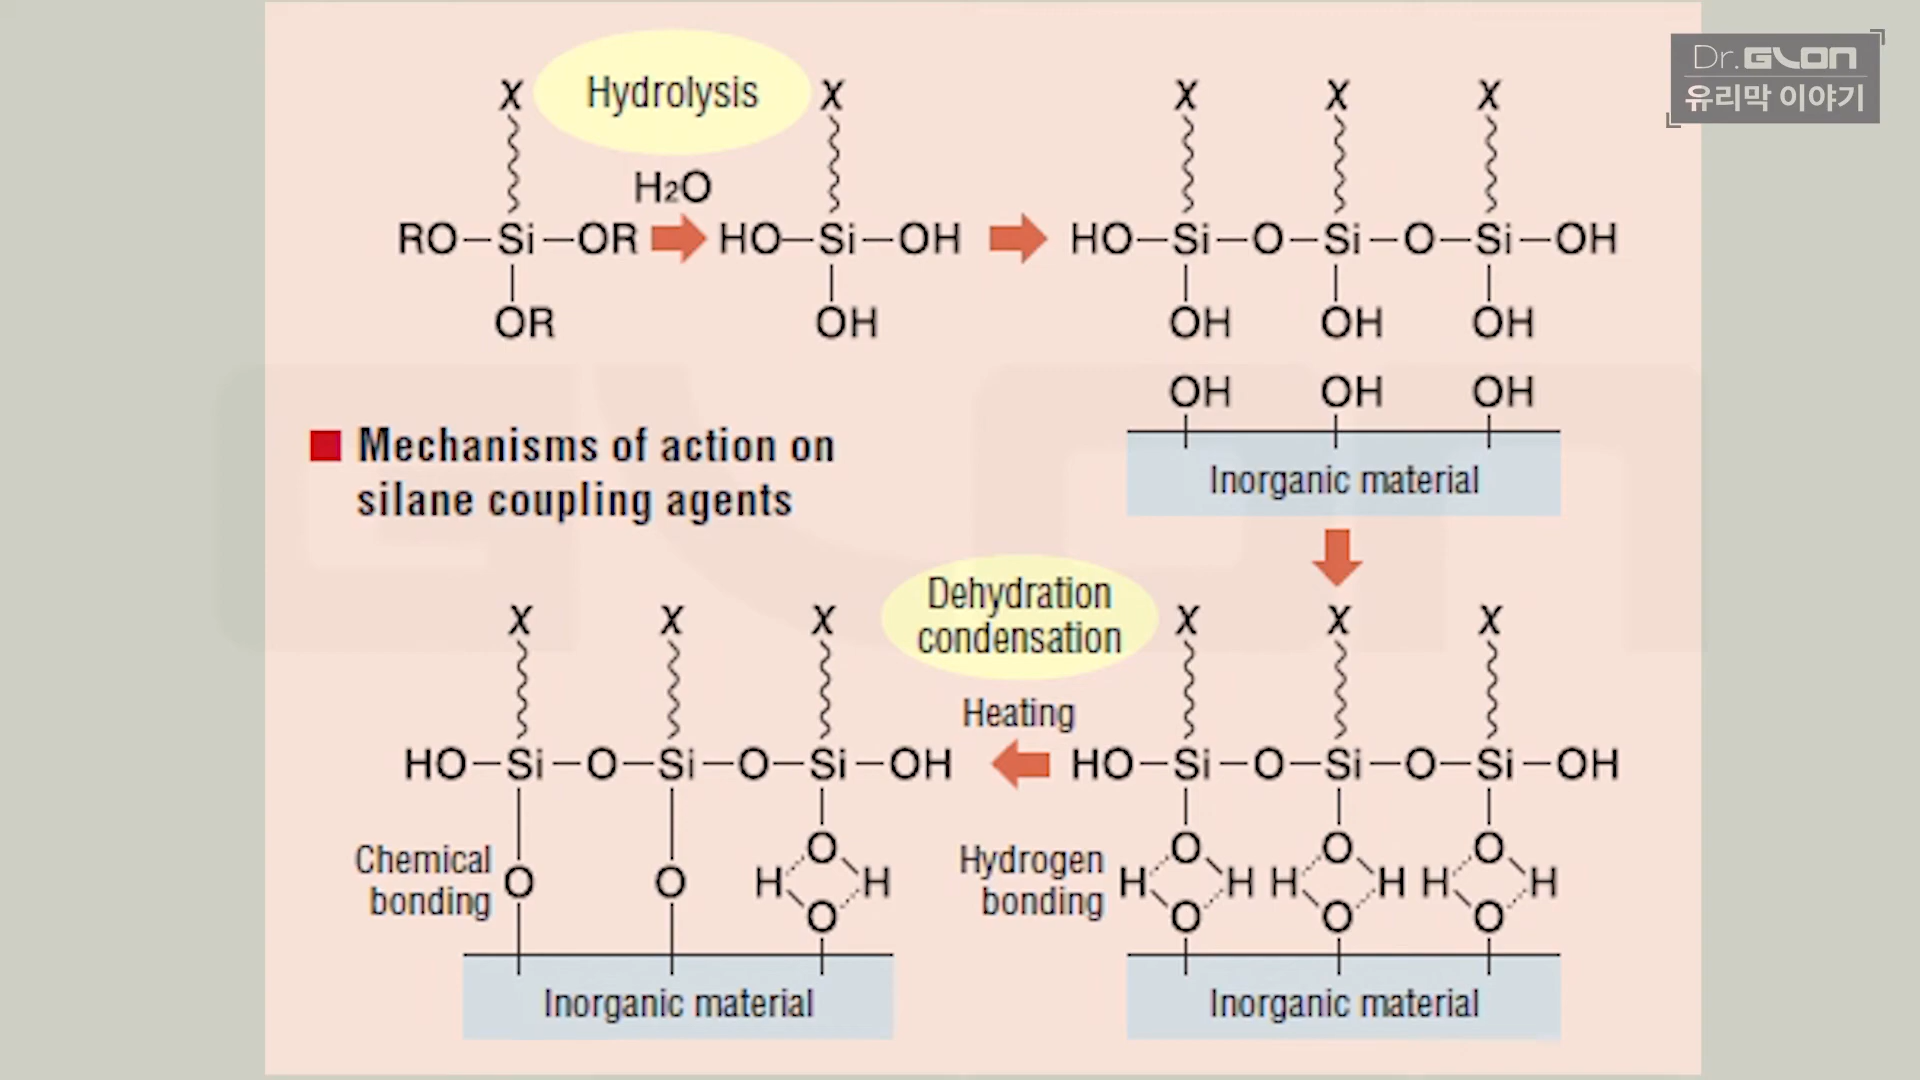 Dr. GLON
유리막 이야기
Hydrolysis
X
X
X
X
X
H2O
RO—Si—OR
HO—Si—OH
HO—Si—O—Si—O—Si—OH
OR
OH
OH
OH
OH
OH
OH
OH
Inorganic material
■ Mechanisms of action on
silane coupling agents
Dehydration
condensation
Heating
X
X
X
X
X
X
HO—Si—O—Si—O—Si—OH
HO—Si—O—Si—O—Si—OH
Chemical
bonding
O
O
O
H
H
O
Hydrogen
bonding
O
O
O
H
H
H
H
H
H
O
O
O
Inorganic material
Inorganic material